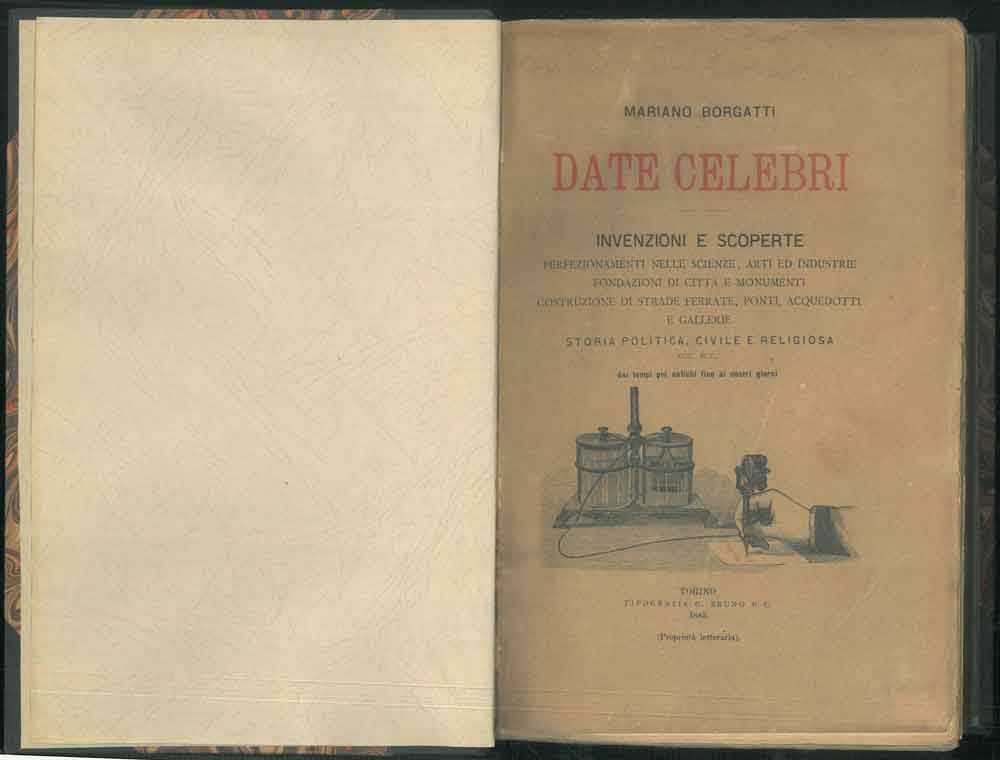 MARIANO BORGATTI
DATE CELEBRI
INVENZIONI E SCOPERTE
PERFEZIONAMENTI NELLE SCIENZE, ARTI ED INDUSTRIE
FONDAZIONI DI CITTÀ E MONUMENTI
COSTRUZIONE DI STRADE FERRATE, PONTI, ACQUEDOTTI
E GALLERIE
STORIA POLITICA, CIVILE E RELIGIOSA
ECC. ECC.
dai tempi più antichi fino ai nostri giorni
TORINO
TIPOGRAFIA G. BRUNO E C.
(Proprietà letteraria).